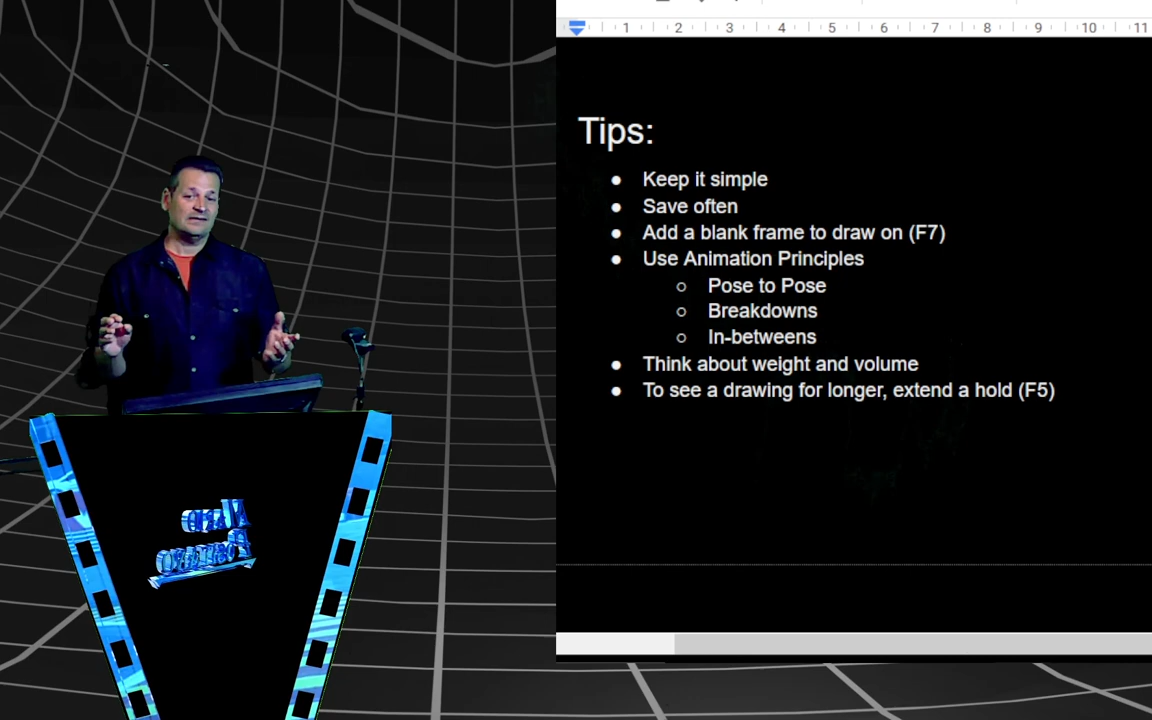 1 2 3 4 5 6 7 8 9 10 11
Tips:
● Keep it simple
● Save often
● Add a blank frame to draw on (F7)
● Use Animation Principles
○ Pose to Pose
○ Breakdowns
○ In-betweens
● Think about weight and volume
● To see a drawing for longer, extend a hold (F5)